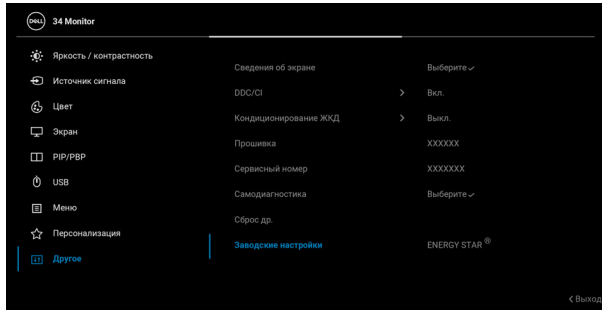 DELL 34 Monitor
Яркость / контрастность
Источник сигнала
Цвет
Экран
PIP/PBP
USB
Меню
Персонализация
Другое
Сведения об экране Выберите ✓
DDC/CI > Вкл.
Кондиционирование ЖКД > Выкл.
Прошивка XXXXXX
Сервисный номер XXXXXXX
Самодиагностика Выберите ✓
Сброс др.
Заводские настройки ENERGY STAR ®
< Выход